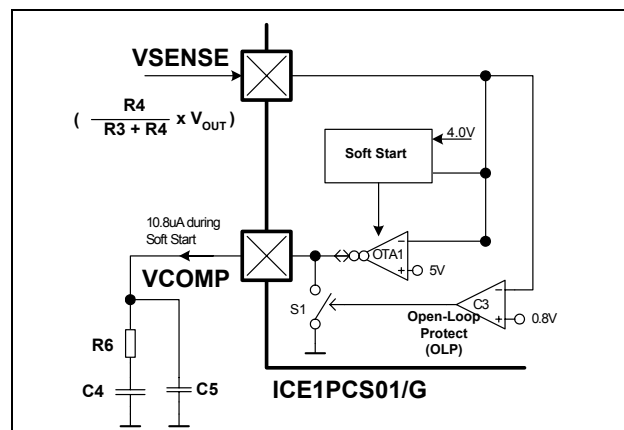 VSENSE
( R4
R3 + R4 x VOUT )
4.0V
Soft Start
10.8uA during
Soft Start
VCOMP
−
OTA1
+
5V
S1
−
C3
+
0.8V
Open-Loop
Protect
(OLP)
R6
C4
C5
ICE1PCS01/G